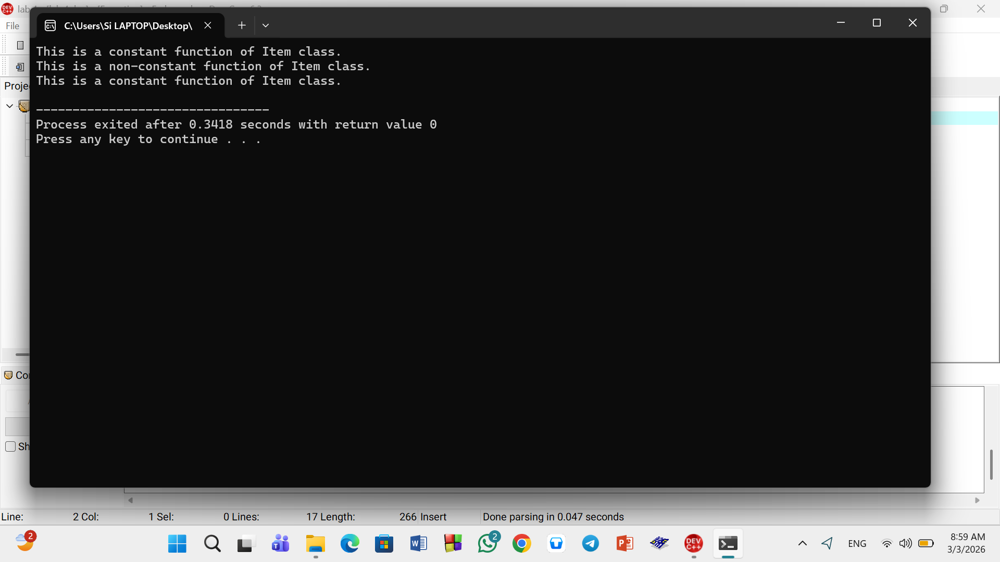 File
C:\Users\Si LAPTOP\Desktop\
This is a constant function of Item class.
This is a non-constant function of Item class.
This is a constant function of Item class.
--------------------------------
Process exited after 0.3418 seconds with return value 0
Press any key to continue . . .
Line: 2 Col: 1 Sel: 0 Lines: 17 Length: 266 Insert Done parsing in 0.047 seconds
2
2
DEV
C++
ENG
8:59 AM
3/3/2026